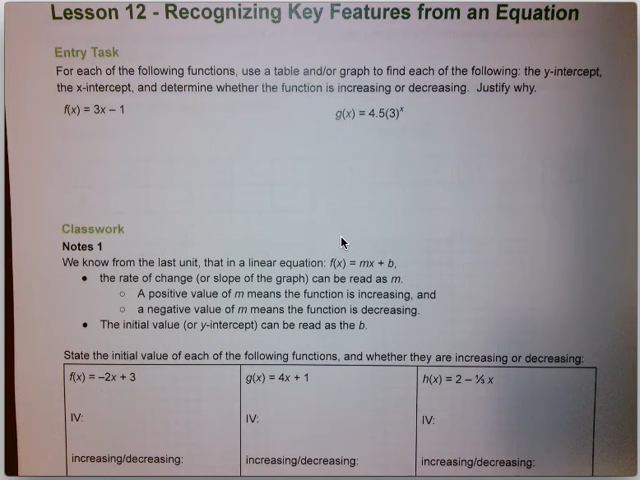 Lesson 12 - Recognizing Key Features from an Equation
Entry Task
For each of the following functions, use a table and/or graph to find each of the following: the y-intercept,
the x-intercept, and determine whether the function is increasing or decreasing. Justify why.
f(x) = 3x – 1
g(x) = 4.5(3)ˣ
Classwork
Notes 1
We know from the last unit, that in a linear equation: f(x) = mx + b,
● the rate of change (or slope of the graph) can be read as m.
○ A positive value of m means the function is increasing, and
○ a negative value of m means the function is decreasing.
● The initial value (or y-intercept) can be read as the b.
State the initial value of each of the following functions, and whether they are increasing or decreasing:
f(x) = –2x + 3
IV:
increasing/decreasing:
g(x) = 4x + 1
IV:
increasing/decreasing:
h(x) = 2 – ⅓ x
IV:
increasing/decreasing: